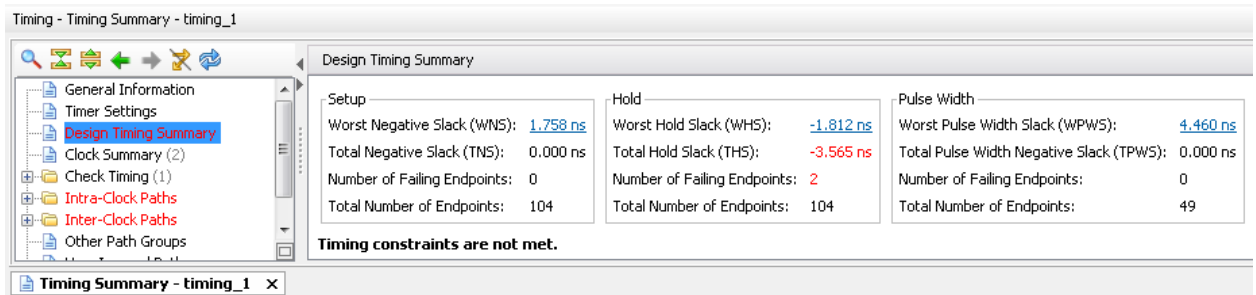 Timing - Timing Summary - timing_1
Design Timing Summary
General Information
Timer Settings
Design Timing Summary
Clock Summary (2)
Check Timing (1)
Intra-Clock Paths
Inter-Clock Paths
Other Path Groups
Setup
Worst Negative Slack (WNS): 1.758 ns
Total Negative Slack (TNS): 0.000 ns
Number of Failing Endpoints: 0
Total Number of Endpoints: 104
Hold
Worst Hold Slack (WHS): -1.812 ns
Total Hold Slack (THS): -3.565 ns
Number of Failing Endpoints: 2
Total Number of Endpoints: 104
Pulse Width
Worst Pulse Width Slack (WPWS): 4.460 ns
Total Pulse Width Negative Slack (TPWS): 0.000 ns
Number of Failing Endpoints: 0
Total Number of Endpoints: 49
Timing constraints are not met.
Timing Summary - timing_1